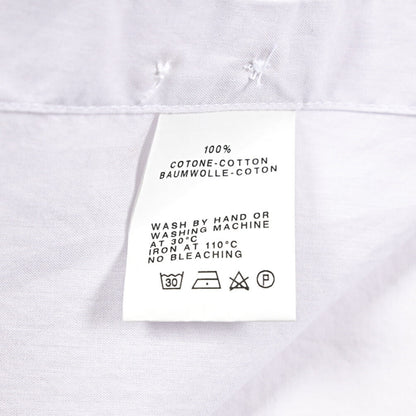 100%
COTONE-COTTON
BAUMWOLLE-COTON
WASH BY HAND OR
WASHING MACHINE
AT 30°C
IRON AT 110°C
NO BLEACHING
30 P